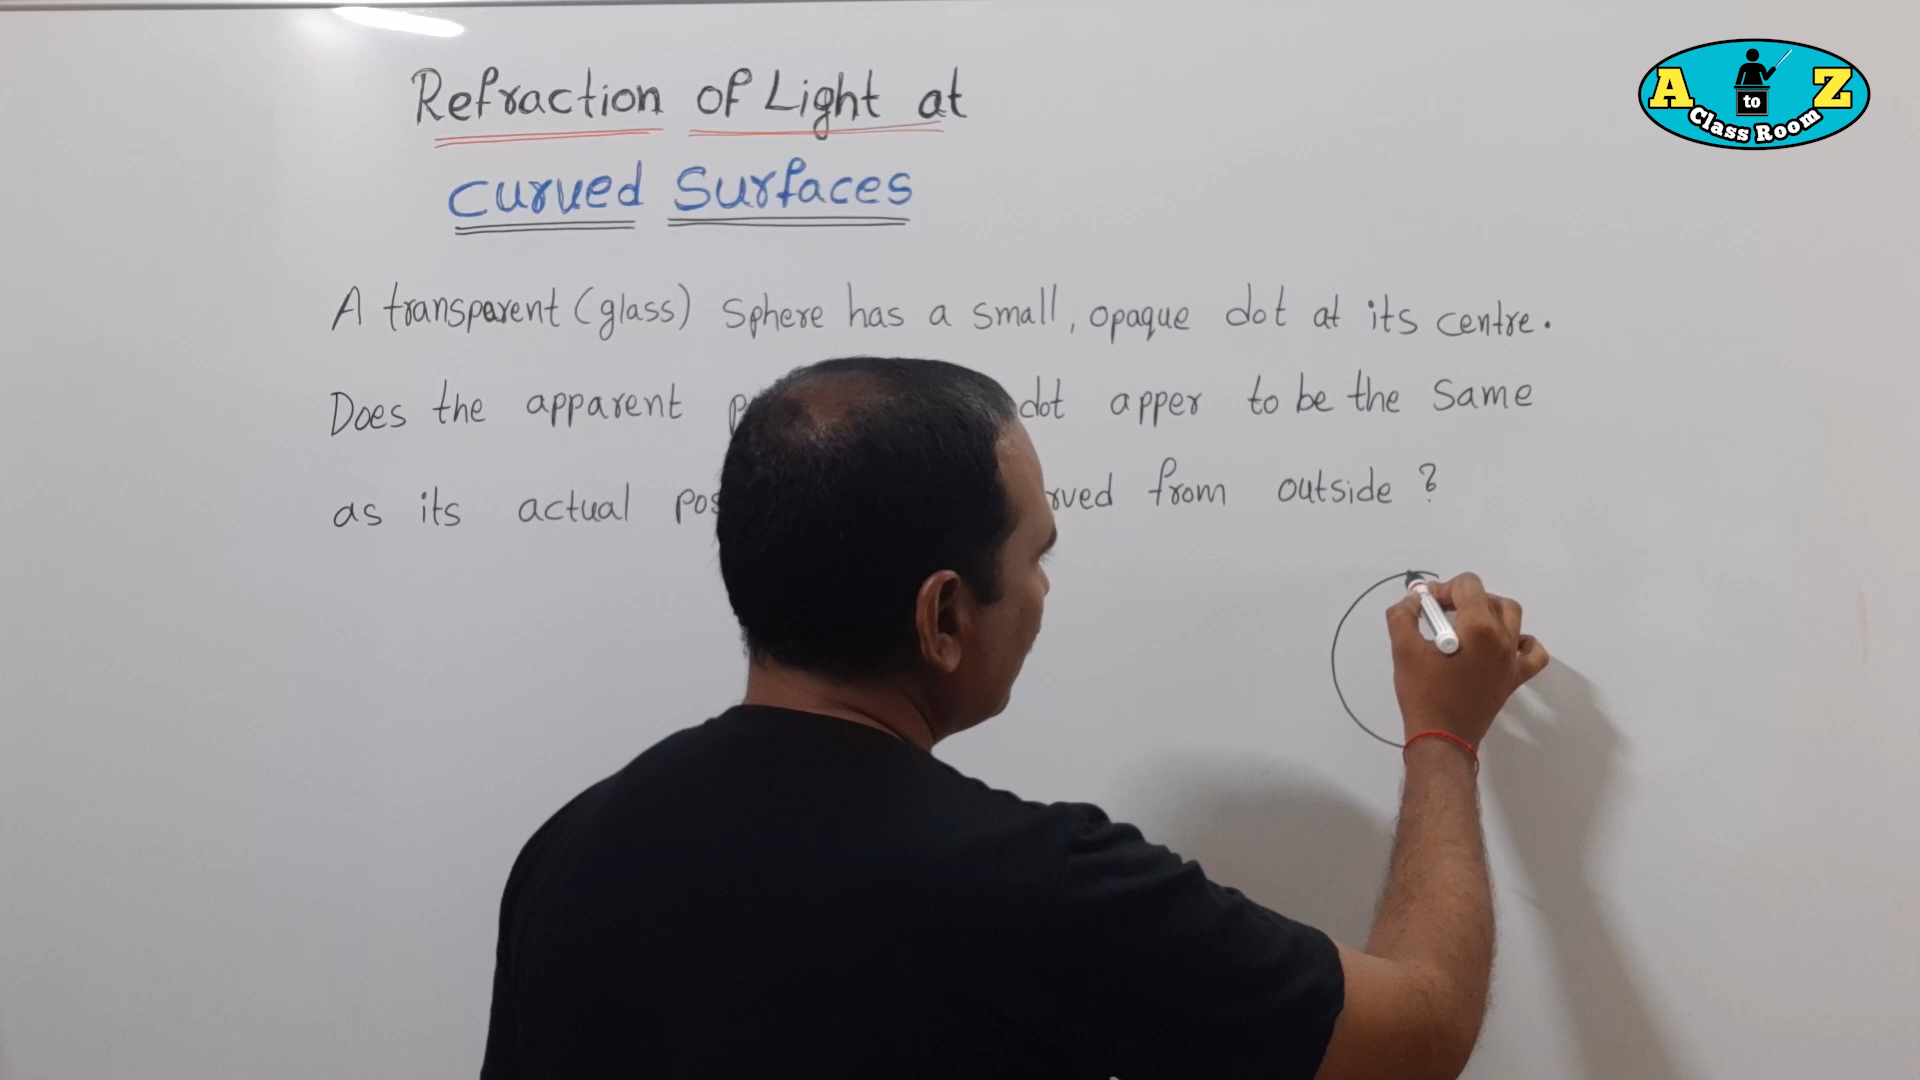 Refraction of Light at
Curved Surfaces
A transparent (glass) Sphere has a small, opaque dot at its centre.
Does the apparent dot apper to be the Same
as its actual from outside ?
A to Z
Class Room